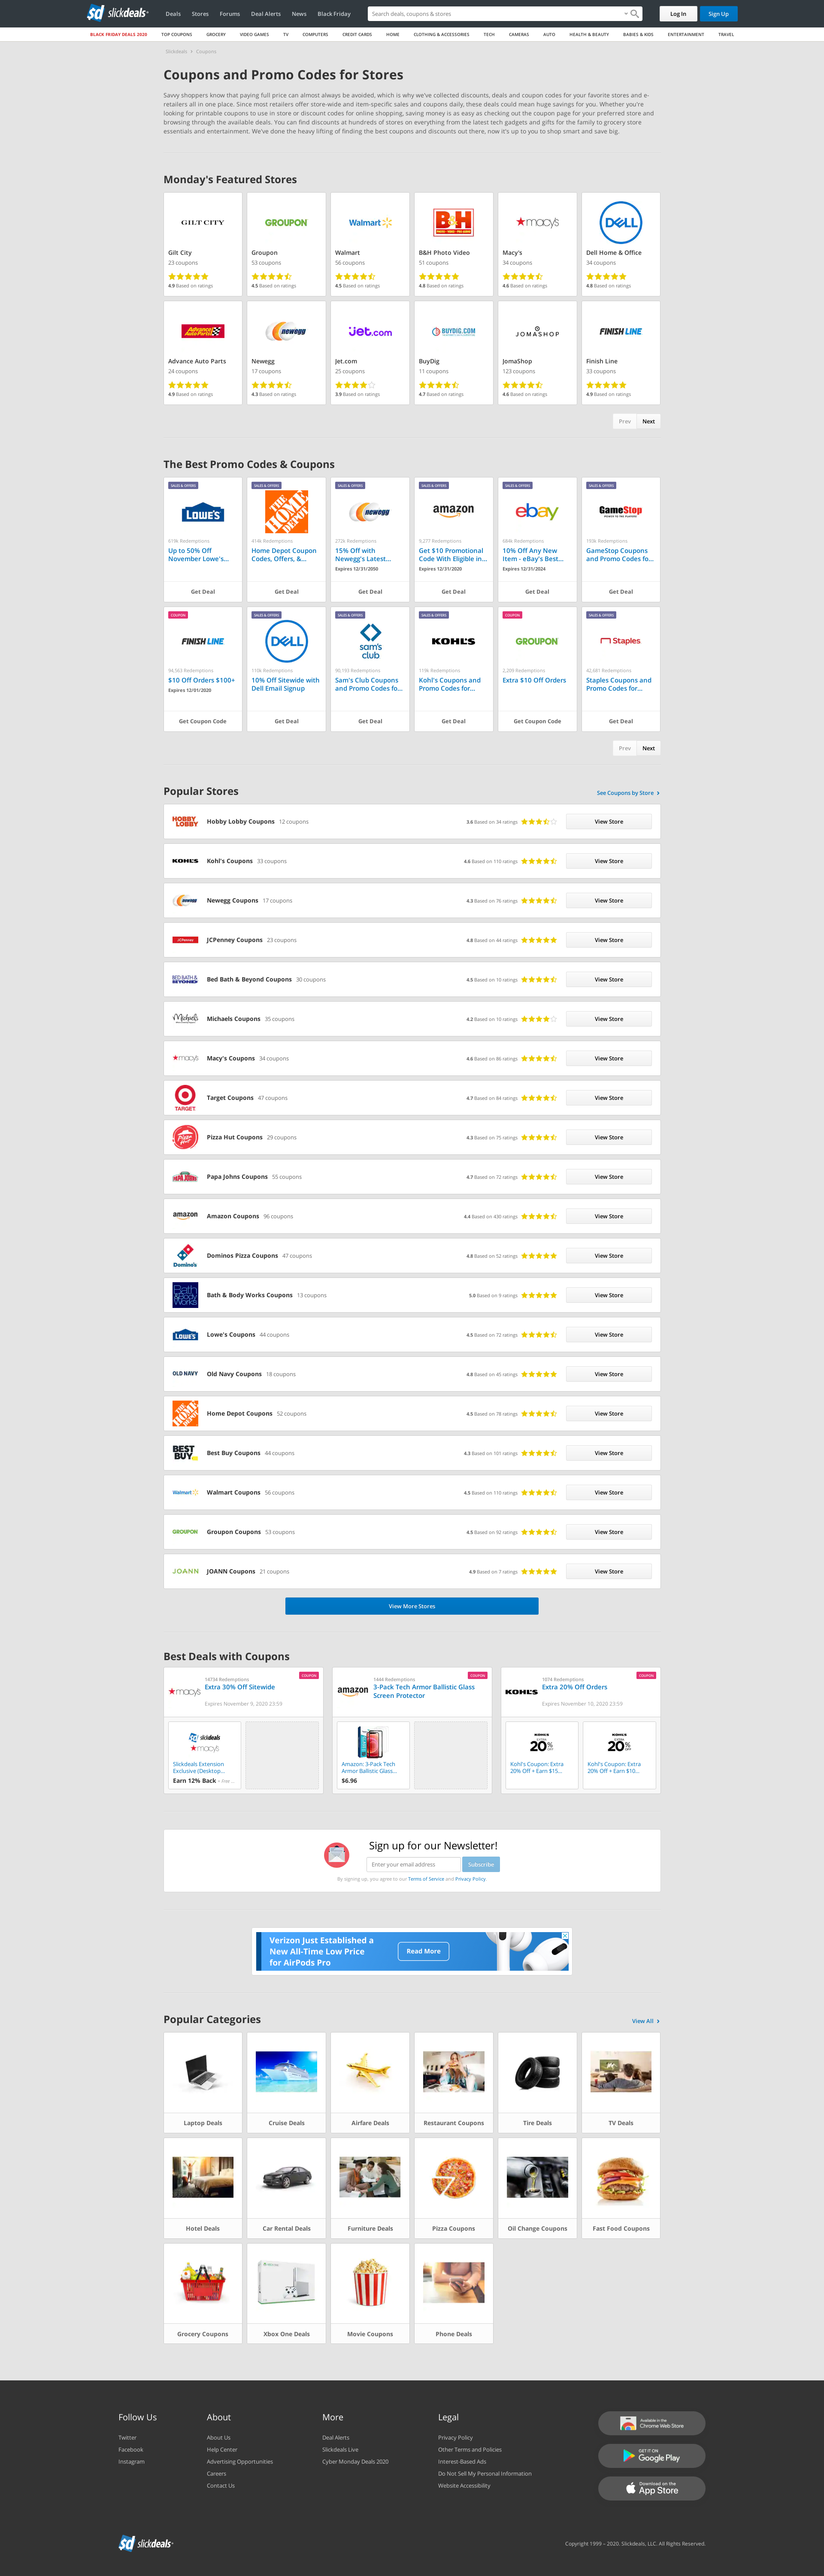 slickdeals
Deals Stores Forums Deal Alerts News Black Friday
Search deals, coupons & stores
Log In Sign Up
BLACK FRIDAY DEALS 2020 TOP COUPONS GROCERY VIDEO GAMES TV COMPUTERS CREDIT CARDS HOME CLOTHING & ACCESSORIES TECH CAMERAS AUTO HEALTH & BEAUTY BABIES & KIDS ENTERTAINMENT TRAVEL
Slickdeals > Coupons
Coupons and Promo Codes for Stores
Savvy shoppers know that paying full price can almost always be avoided, which is why we've collected discounts, deals and coupon codes for your favorite stores and e-
retailers all in one place. Since most retailers offer store-wide and item-specific sales and coupons daily, these deals could mean huge savings for you. Whether you're
looking for printable coupons to use in store or discount codes for online shopping, saving money is as easy as checking out the coupon page for your preferred store and
browsing through the available deals. You can find discounts at hundreds of stores on everything from the latest tech gadgets and gifts for the family to grocery store
essentials and entertainment. We've done the heavy lifting of finding the best coupons and discounts out there, now it's up to you to shop smart and save big.
Monday's Featured Stores
GILT CITY GROUPON Walmart B&H macy's DELL
Gilt City Groupon Walmart B&H Photo Video Macy's Dell Home & Office
23 coupons 53 coupons 56 coupons 51 coupons 34 coupons 34 coupons
4.9 Based on ratings 4.5 Based on ratings 4.5 Based on ratings 4.8 Based on ratings 4.6 Based on ratings 4.8 Based on ratings
Advance Auto Parts newegg jet.com BUYDIG.COM JOMASHOP FINISH LINE
Advance Auto Parts Newegg Jet.com BuyDig JomaShop Finish Line
24 coupons 17 coupons 25 coupons 11 coupons 123 coupons 33 coupons
4.9 Based on ratings 4.3 Based on ratings 3.9 Based on ratings 4.7 Based on ratings 4.6 Based on ratings 4.9 Based on ratings
Prev Next
The Best Promo Codes & Coupons
SALES & OFFERS SALES & OFFERS SALES & OFFERS SALES & OFFERS SALES & OFFERS SALES & OFFERS
LOWE'S THE HOME DEPOT newegg amazon ebay GameStop
619k Redemptions 414k Redemptions 272k Redemptions 9,277 Redemptions 684k Redemptions 193k Redemptions
Up to 50% Off Home Depot Coupon 15% Off with Get $10 Promotional 10% Off Any New GameStop Coupons
November Lowe's... Codes, Offers, &... Newegg's Latest... Code With Eligible in... Item - eBay's Best... and Promo Codes fo...
Expires 12/31/2050 Expires 12/31/2020 Expires 12/31/2024
Get Deal Get Deal Get Deal Get Deal Get Deal Get Deal
COUPON SALES & OFFERS SALES & OFFERS SALES & OFFERS COUPON SALES & OFFERS
FINISH LINE DELL sam's club KOHL'S GROUPON Staples
94,563 Redemptions 110k Redemptions 90,193 Redemptions 119k Redemptions 2,209 Redemptions 42,681 Redemptions
$10 Off Orders $100+ 10% Off Sitewide with Sam's Club Coupons Kohl's Coupons and Extra $10 Off Orders Staples Coupons and
Dell Email Signup and Promo Codes fo... Promo Codes for... Promo Codes for...
Expires 12/01/2020
Get Coupon Code Get Deal Get Deal Get Deal Get Coupon Code Get Deal
Prev Next
Popular Stores See Coupons by Store >
HOBBY LOBBY Hobby Lobby Coupons 12 coupons 3.6 Based on 34 ratings View Store
KOHL'S Kohl's Coupons 33 coupons 4.6 Based on 110 ratings View Store
newegg Newegg Coupons 17 coupons 4.3 Based on 76 ratings View Store
JCPenney JCPenney Coupons 23 coupons 4.8 Based on 44 ratings View Store
BED BATH & BEYOND Bed Bath & Beyond Coupons 30 coupons 4.5 Based on 10 ratings View Store
Michaels Michaels Coupons 35 coupons 4.2 Based on 10 ratings View Store
macy's Macy's Coupons 34 coupons 4.6 Based on 86 ratings View Store
TARGET Target Coupons 47 coupons 4.7 Based on 84 ratings View Store
Pizza Hut Pizza Hut Coupons 29 coupons 4.3 Based on 75 ratings View Store
PAPA JOHN'S Papa Johns Coupons 55 coupons 4.7 Based on 72 ratings View Store
amazon Amazon Coupons 96 coupons 4.4 Based on 430 ratings View Store
Domino's Dominos Pizza Coupons 47 coupons 4.8 Based on 52 ratings View Store
Bath & Body Works Bath & Body Works Coupons 13 coupons 5.0 Based on 9 ratings View Store
LOWE'S Lowe's Coupons 44 coupons 4.5 Based on 72 ratings View Store
OLD NAVY Old Navy Coupons 18 coupons 4.8 Based on 45 ratings View Store
THE HOME DEPOT Home Depot Coupons 52 coupons 4.5 Based on 78 ratings View Store
BEST BUY Best Buy Coupons 44 coupons 4.3 Based on 101 ratings View Store
Walmart Walmart Coupons 56 coupons 4.5 Based on 110 ratings View Store
GROUPON Groupon Coupons 53 coupons 4.5 Based on 92 ratings View Store
JOANN JOANN Coupons 21 coupons 4.9 Based on 7 ratings View Store
View More Stores
Best Deals with Coupons
COUPON COUPON COUPON
14734 Redemptions 1444 Redemptions 1074 Redemptions
macy's Extra 30% Off Sitewide amazon 3-Pack Tech Armor Ballistic Glass KOHL'S Extra 20% Off Orders
Screen Protector
Expires November 9, 2020 23:59 Expires November 10, 2020 23:59
slickdeals macy's KOHL'S 20% KOHL'S 20%
Slickdeals Extension Amazon: 3-Pack Tech Kohl's Coupon: Extra Kohl's Coupon: Extra
Exclusive (Desktop... Armor Ballistic Glass... 20% Off + Earn $15... 20% Off + Earn $10...
Earn 12% Back $6.96
Sign up for our Newsletter!
Enter your email address Subscribe
By signing up, you agree to our Terms of Service and Privacy Policy.
Verizon Just Established a
New All-Time Low Price
for AirPods Pro
Read More
Popular Categories View All >
Laptop Deals Cruise Deals Airfare Deals Restaurant Coupons Tire Deals TV Deals
Hotel Deals Car Rental Deals Furniture Deals Pizza Coupons Oil Change Coupons Fast Food Coupons
Grocery Coupons Xbox One Deals Movie Coupons Phone Deals
Follow Us About More Legal
Twitter About Us Deal Alerts Privacy Policy
Facebook Help Center Slickdeals Live Other Terms and Policies
Instagram Advertising Opportunities Cyber Monday Deals 2020 Interest-Based Ads
Careers Do Not Sell My Personal Information
Contact Us Website Accessibility
Available in the
Chrome Web Store
GET IT ON
Google Play
Download on the
App Store
slickdeals
Copyright 1999 – 2020. Slickdeals, LLC. All Rights Reserved.